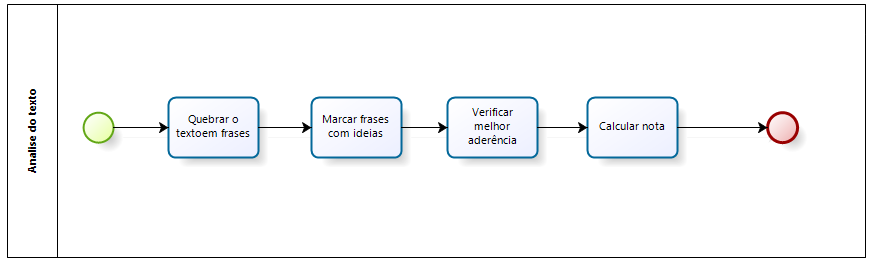 Analise do texto
Quebrar o
textoem frases
Marcar frases
com ideias
Verificar
melhor
aderência
Calcular nota